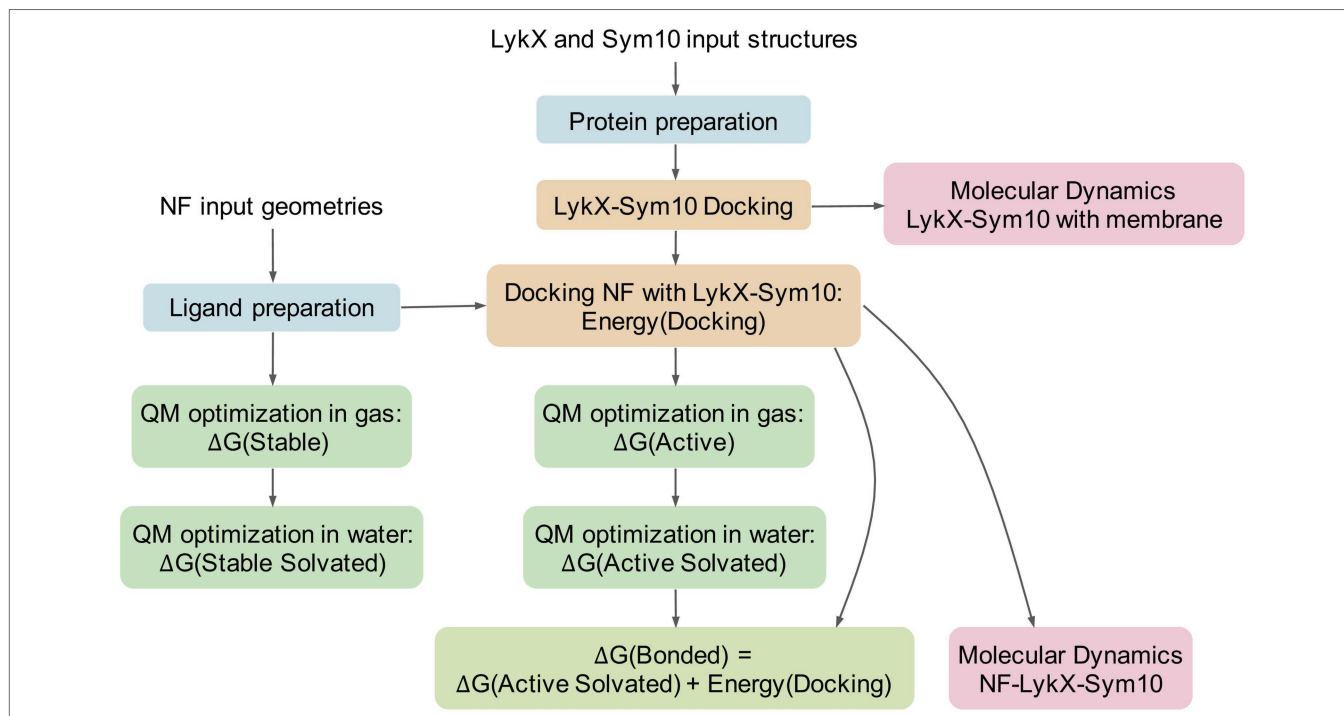 LykX and Sym10 input structures
Protein preparation
LykX-Sym10 Docking
Molecular Dynamics
LykX-Sym10 with membrane
NF input geometries
Ligand preparation
Docking NF with LykX-Sym10:
Energy(Docking)
QM optimization in gas:
ΔG(Stable)
QM optimization in gas:
ΔG(Active)
QM optimization in water:
ΔG(Stable Solvated)
QM optimization in water:
ΔG(Active Solvated)
ΔG(Bonded) =
ΔG(Active Solvated) + Energy(Docking)
Molecular Dynamics
NF-LykX-Sym10